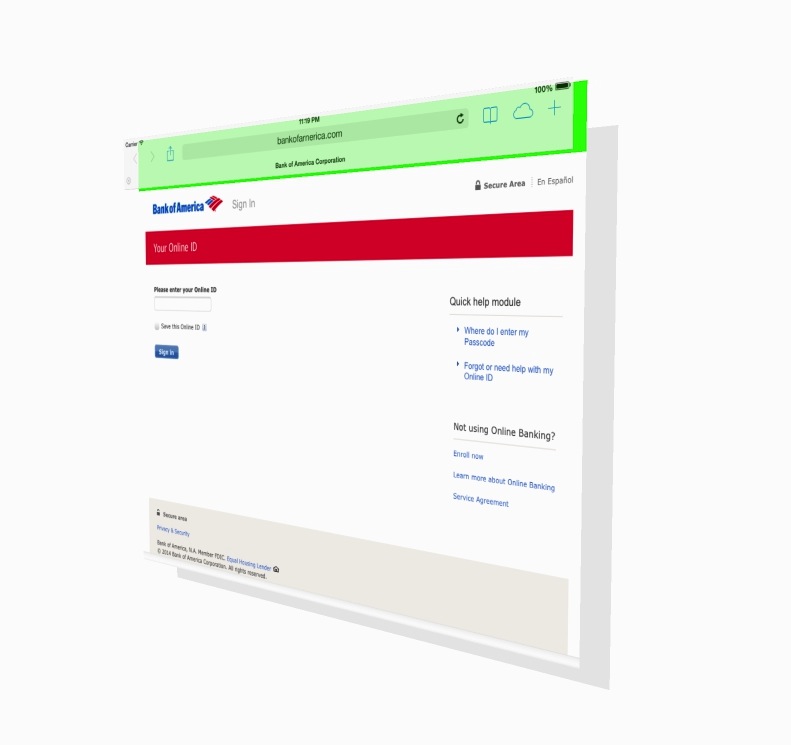 Carrier
11:19 PM
100%
bankofamerica.com
Bank of America Corporation
Bank of America
Sign In
Secure Area
En Español
Your Online ID
Please enter your Online ID
Save this Online ID
Sign In
Quick help module
Where do I enter my
Passcode
Forgot or need help with my
Online ID
Not using Online Banking?
Enroll now
Learn more about Online Banking
Service Agreement
Secure area
Privacy & Security
Bank of America, N.A. Member FDIC. Equal Housing Lender
© 2014 Bank of America Corporation. All rights reserved.